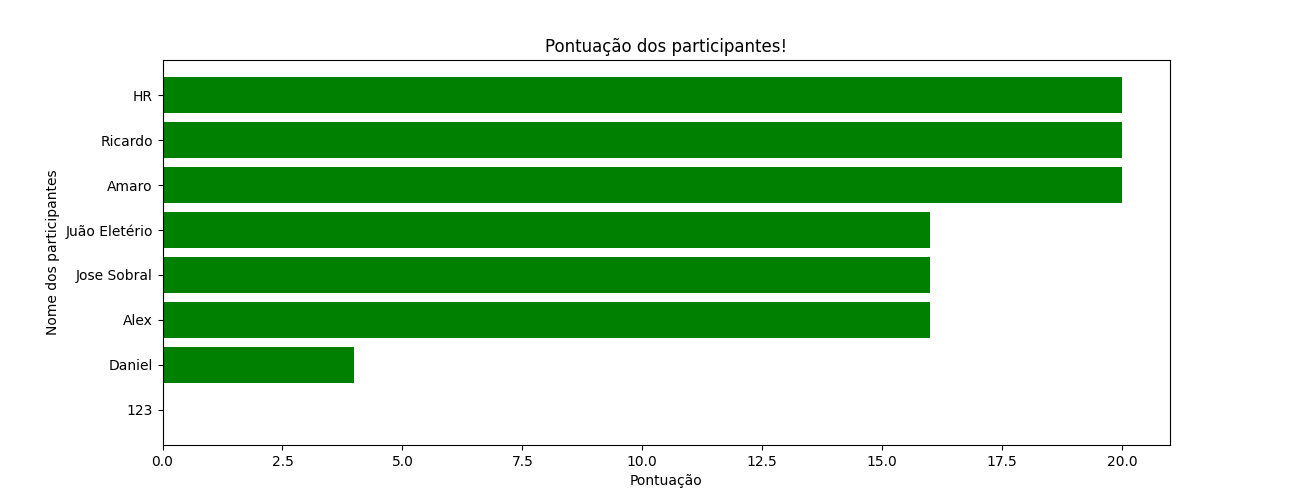 Pontuação dos participantes!
Nome dos participantes
HR
Ricardo
Amaro
Juão Eletério
Jose Sobral
Alex
Daniel
123
0.0 2.5 5.0 7.5 10.0 12.5 15.0 17.5 20.0
Pontuação